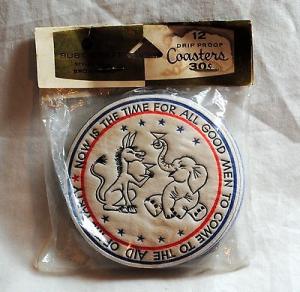 12
DRIP PROOF
Coasters
30¢
NOW IS THE TIME FOR ALL GOOD MEN TO COME TO THE AID OF PARTY